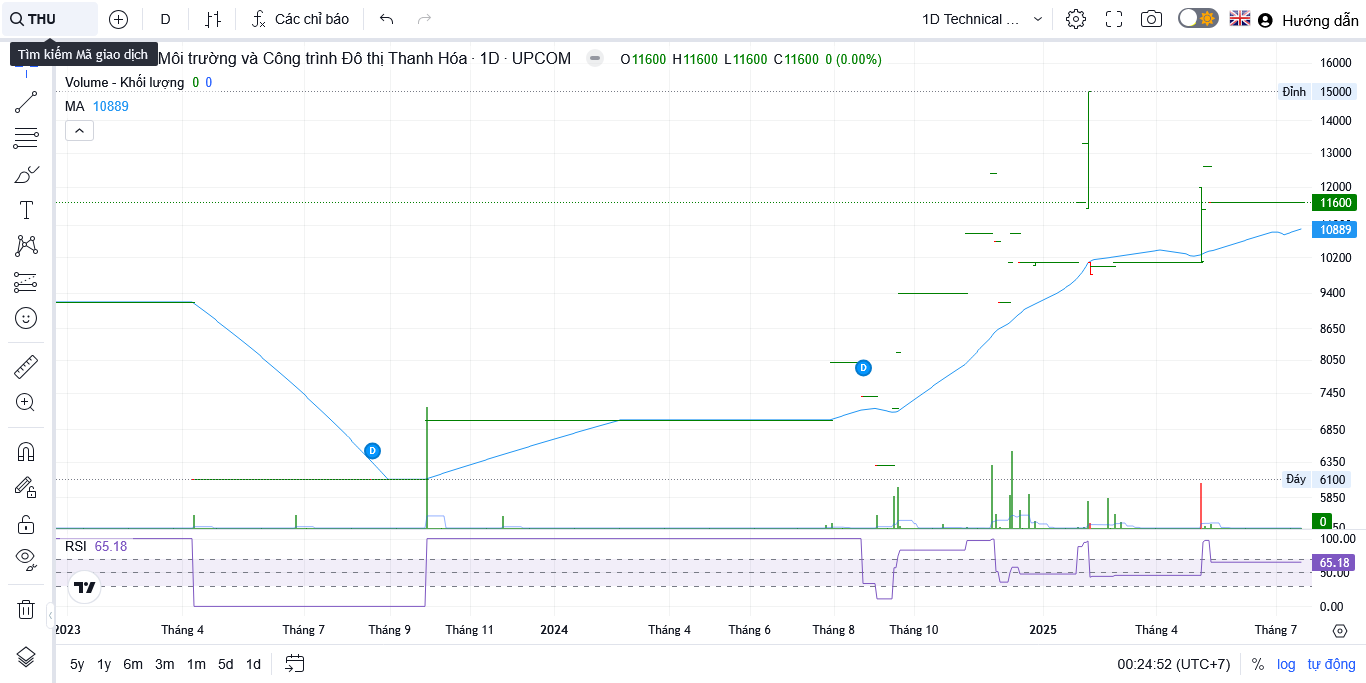 THU
D
Các chỉ báo
1D Technical ...
Hướng dẫn
Tìm kiếm Mã giao dịch
Môi trường và Công trình Đô thị Thanh Hóa · 1D · UPCOM
O11600 H11600 L11600 C11600 0 (0.00%)
Volume - Khối lượng 0 0
MA 10889
16000
Đỉnh 15000
14000
13000
12000
11600
10889
10200
9400
8650
8050
7450
6850
6350
Đáy 6100
5850
0
D
D
RSI 65.18
100.00
65.18
50.00
0.00
2023 Tháng 4 Tháng 7 Tháng 9 Tháng 11 2024 Tháng 4 Tháng 6 Tháng 8 Tháng 10 2025 Tháng 4 Tháng 7
5y 1y 6m 3m 1m 5d 1d
00:24:52 (UTC+7) % log tự động